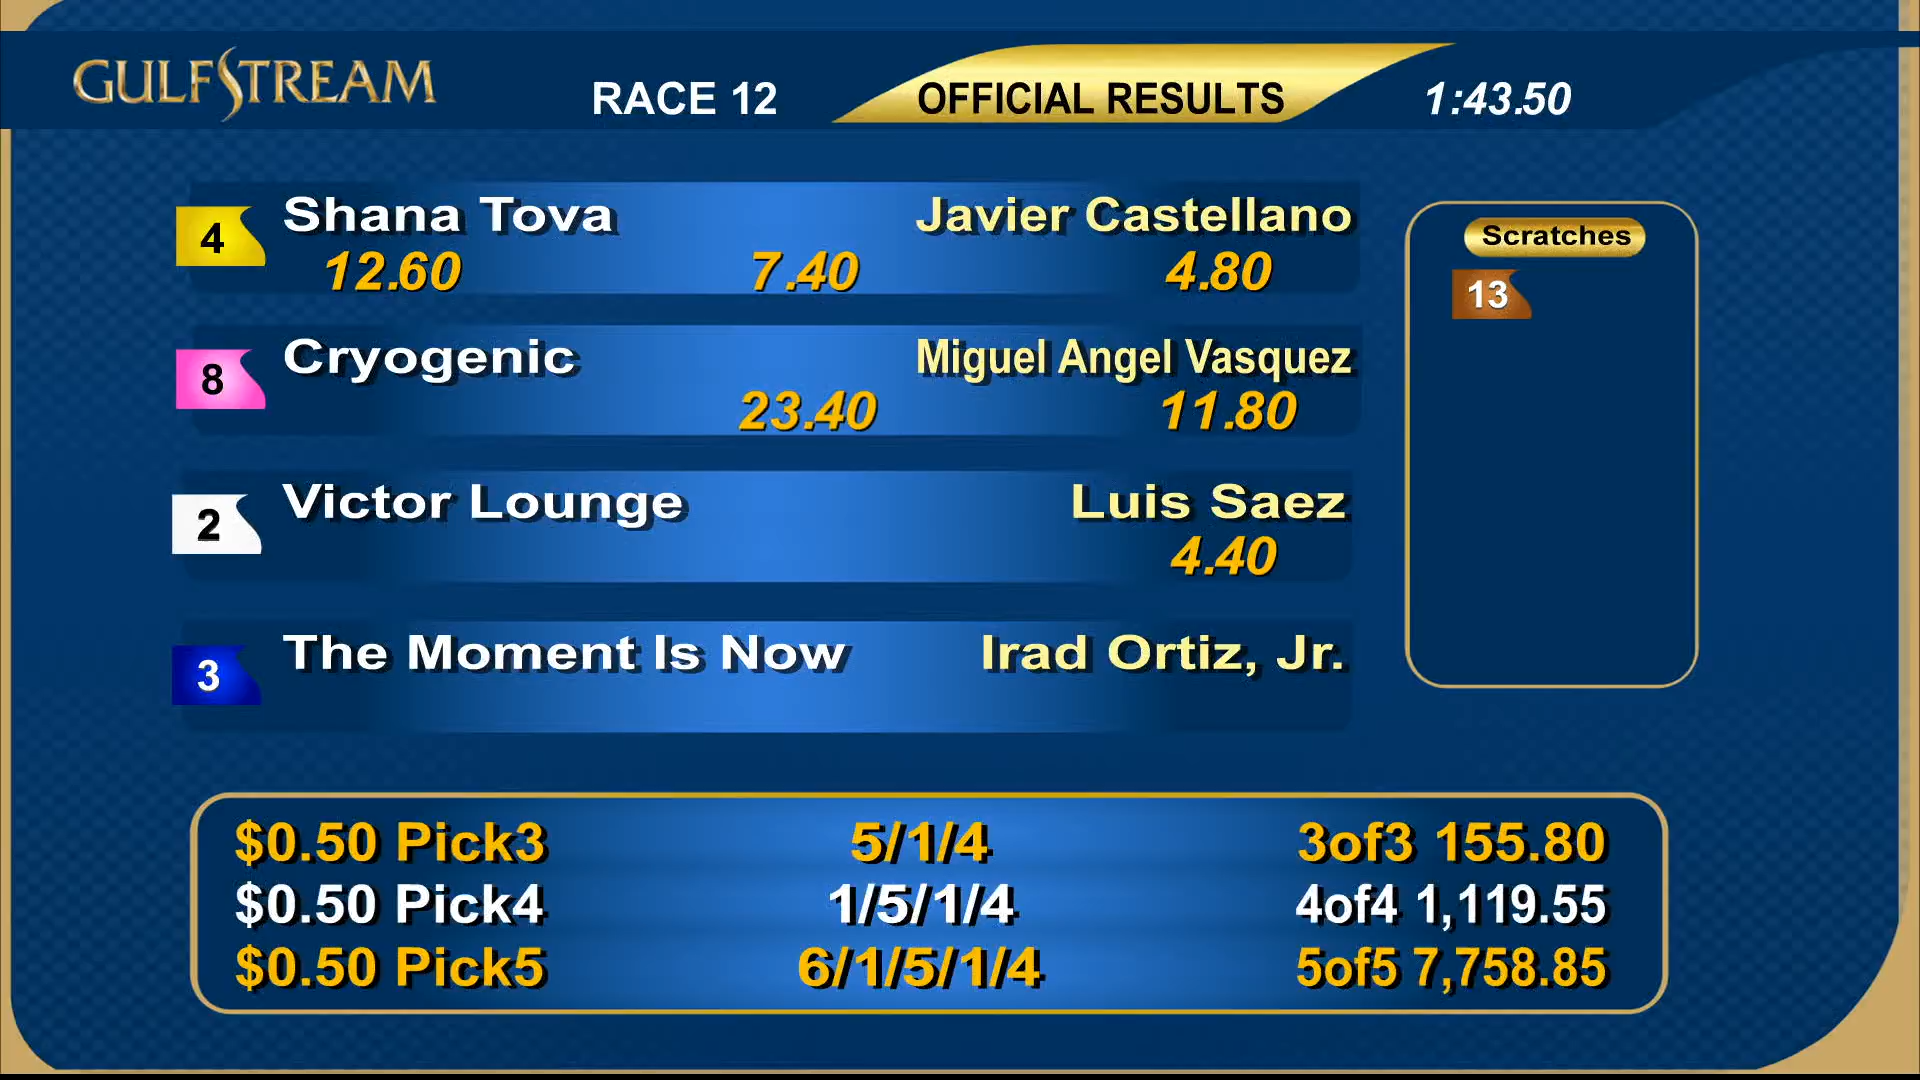 GULFSTREAM RACE 12 OFFICIAL RESULTS 1:43.50
4 Shana Tova Javier Castellano
12.60 7.40 4.80
8 Cryogenic Miguel Angel Vasquez
23.40 11.80
2 Victor Lounge Luis Saez
4.40
3 The Moment Is Now Irad Ortiz, Jr.
Scratches
13
$0.50 Pick3 5/1/4 3of3 155.80
$0.50 Pick4 1/5/1/4 4of4 1,119.55
$0.50 Pick5 6/1/5/1/4 5of5 7,758.85